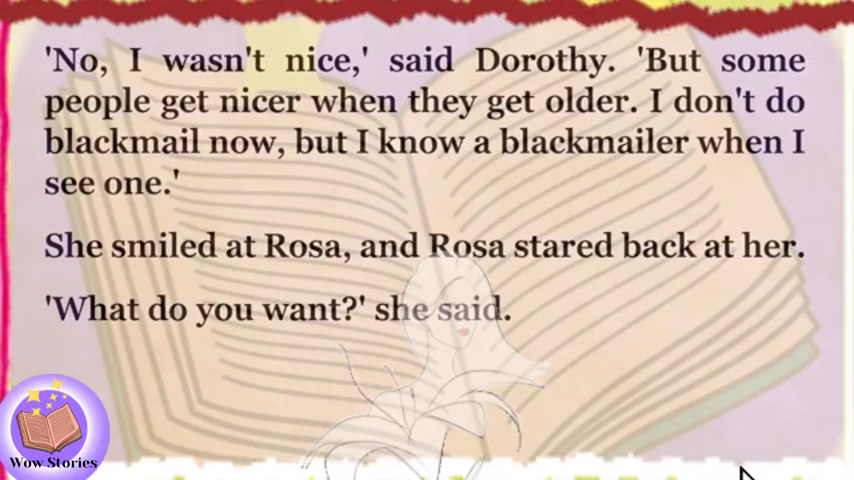 'No, I wasn't nice,' said Dorothy. 'But some
people get nicer when they get older. I don't do
blackmail now, but I know a blackmailer when I
see one.'
She smiled at Rosa, and Rosa stared back at her.
'What do you want?' she said.
Wow Stories